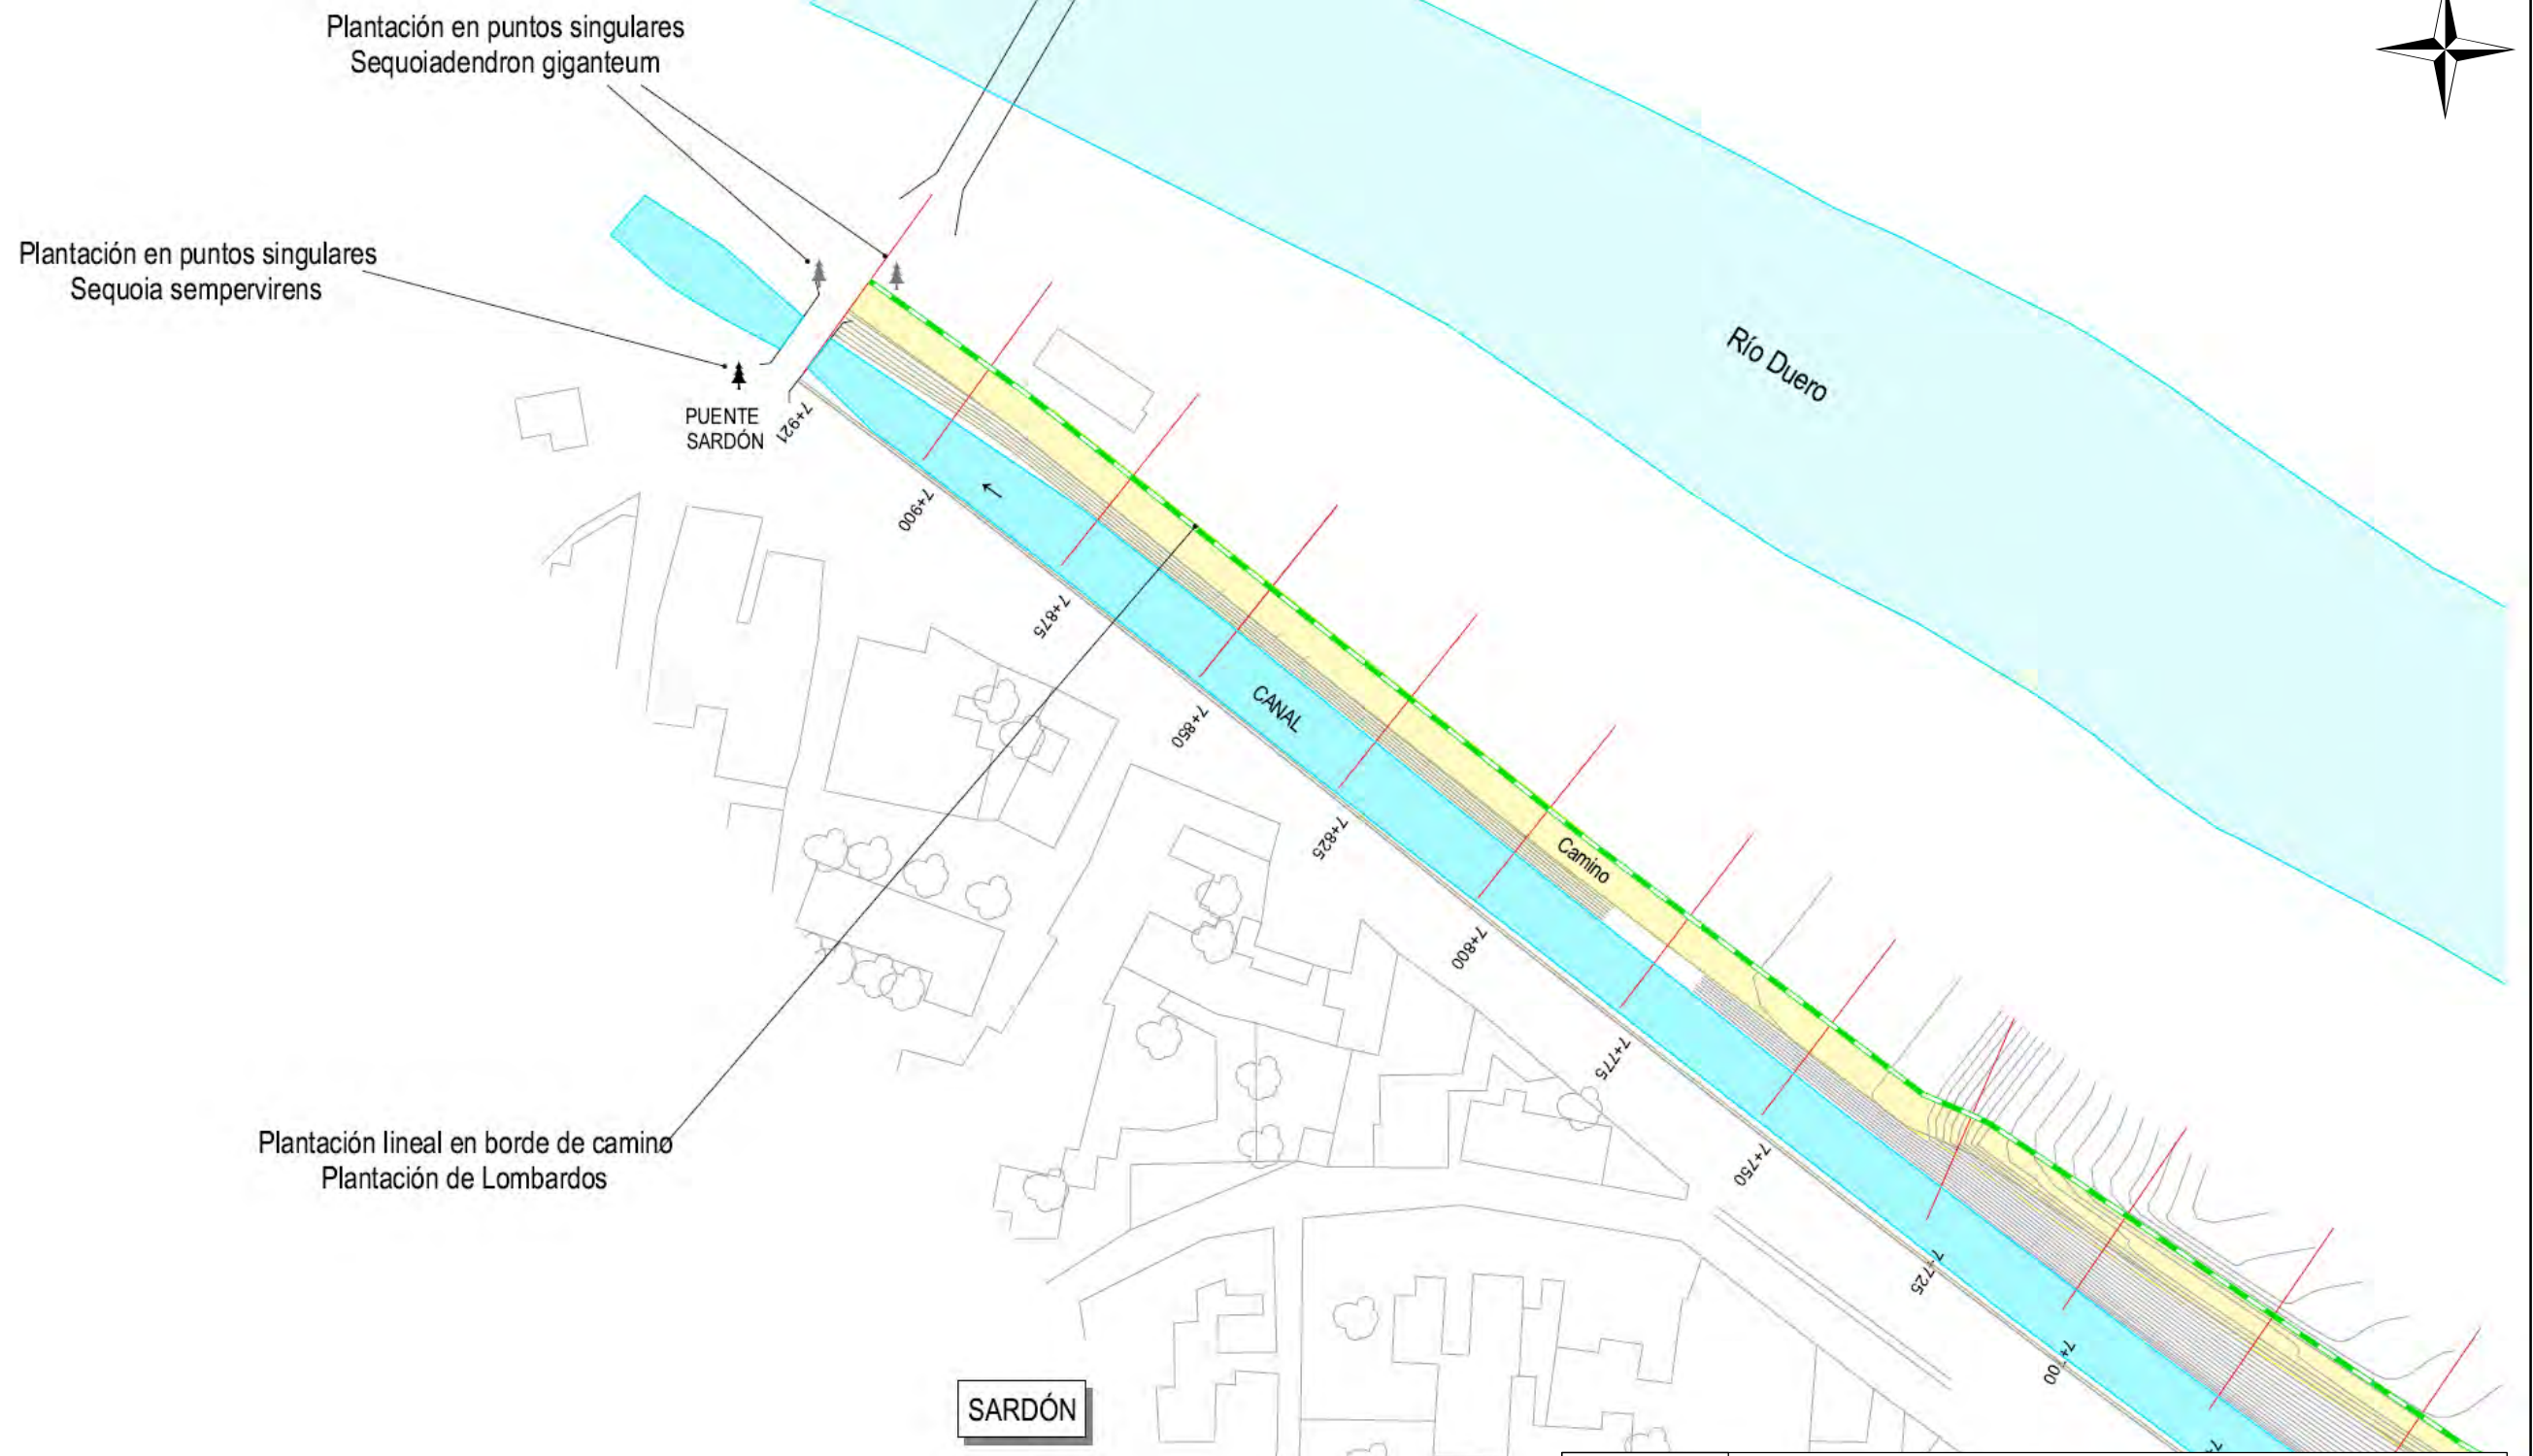 Plantación en puntos singulares
Sequoiadendron giganteum
Plantación en puntos singulares
Sequoia sempervirens
PUENTE
SARDÓN
7+921
7+900
7+875
7+850
7+825
7+800
7+775
7+750
7+725
Río Duero
CANAL
Camino
Plantación lineal en borde de camino
Plantación de Lombardos
SARDÓN